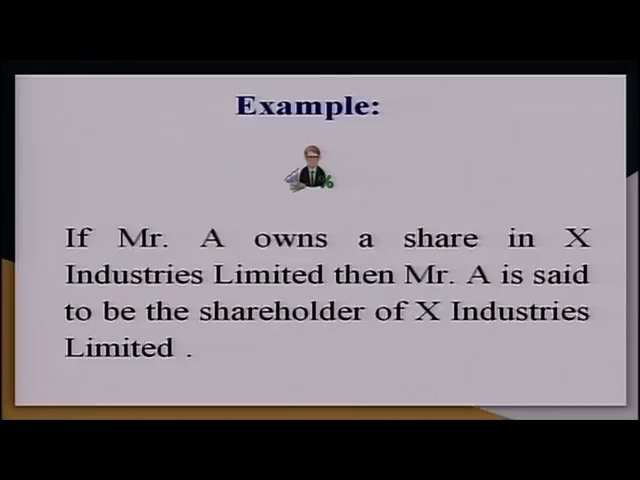 Example:
%
If Mr. A owns a share in X
Industries Limited then Mr. A is said
to be the shareholder of X Industries
Limited .